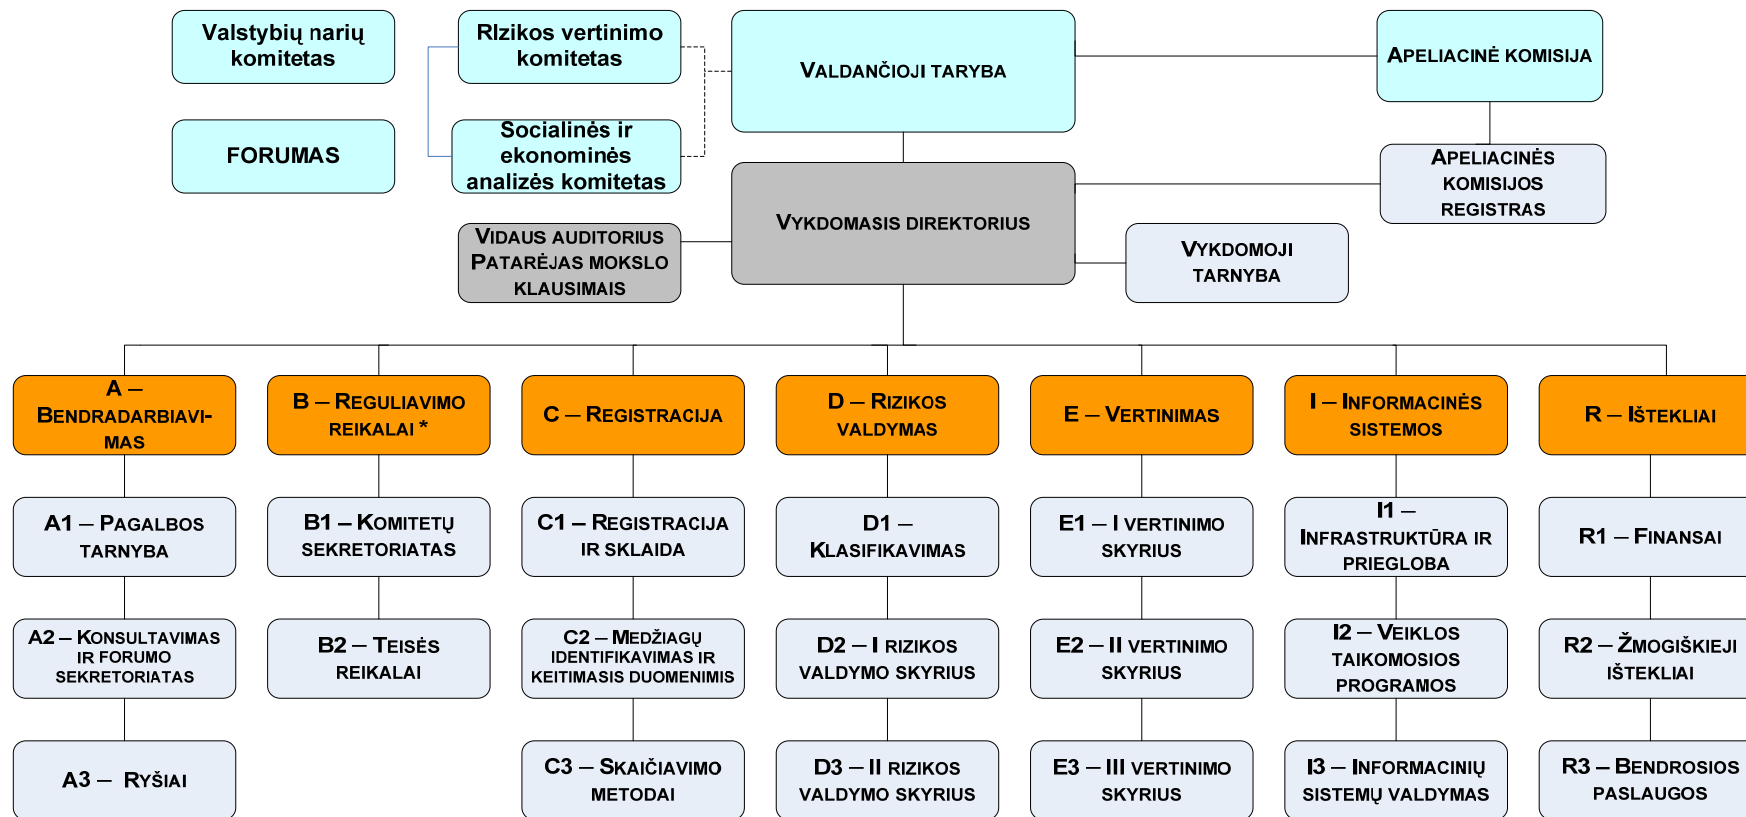 Valstybių narių
komitetas
RIzikos vertinimo
komitetas
VALDANČIOJI TARYBA
APELIACINĖ KOMISIJA
FORUMAS
Socialinės ir
ekonominės
analizės komitetas
APELIACINĖS
KOMISIJOS
REGISTRAS
VYKDOMASIS DIREKTORIUS
VIDAUS AUDITORIUS
PATARĖJAS MOKSLO
KLAUSIMAIS
VYKDOMOJI
TARNYBA
A –
BENDRADARBIAVI-
MAS
B – REGULIAVIMO
REIKALAI *
C – REGISTRACIJA
D – RIZIKOS
VALDYMAS
E – VERTINIMAS
I – INFORMACINĖS
SISTEMOS
R – IŠTEKLIAI
A1 – PAGALBOS
TARNYBA
B1 – KOMITETŲ
SEKRETORIATAS
C1 – REGISTRACIJA
IR SKLAIDA
D1 –
KLASIFIKAVIMAS
E1 – I VERTINIMO
SKYRIUS
I1 –
INFRASTRUKTŪRA IR
PRIEGLOBA
R1 – FINANSAI
A2 – KONSULTAVIMAS
IR FORUMO
SEKRETORIATAS
B2 – TEISĖS
REIKALAI
C2 – MEDŽIAGŲ
IDENTIFIKAVIMAS IR
KEITIMASIS DUOMENIMIS
D2 – I RIZIKOS
VALDYMO SKYRIUS
E2 – II VERTINIMO
SKYRIUS
I2 – VEIKLOS
TAIKOMOSIOS
PROGRAMOS
R2 – ŽMOGIŠKIEJI
IŠTEKLIAI
A3 – RYŠIAI
C3 – SKAIČIAVIMO
METODAI
D3 – II RIZIKOS
VALDYMO SKYRIUS
E3 – III VERTINIMO
SKYRIUS
I3 – INFORMACINIŲ
SISTEMŲ VALDYMAS
R3 – BENDROSIOS
PASLAUGOS